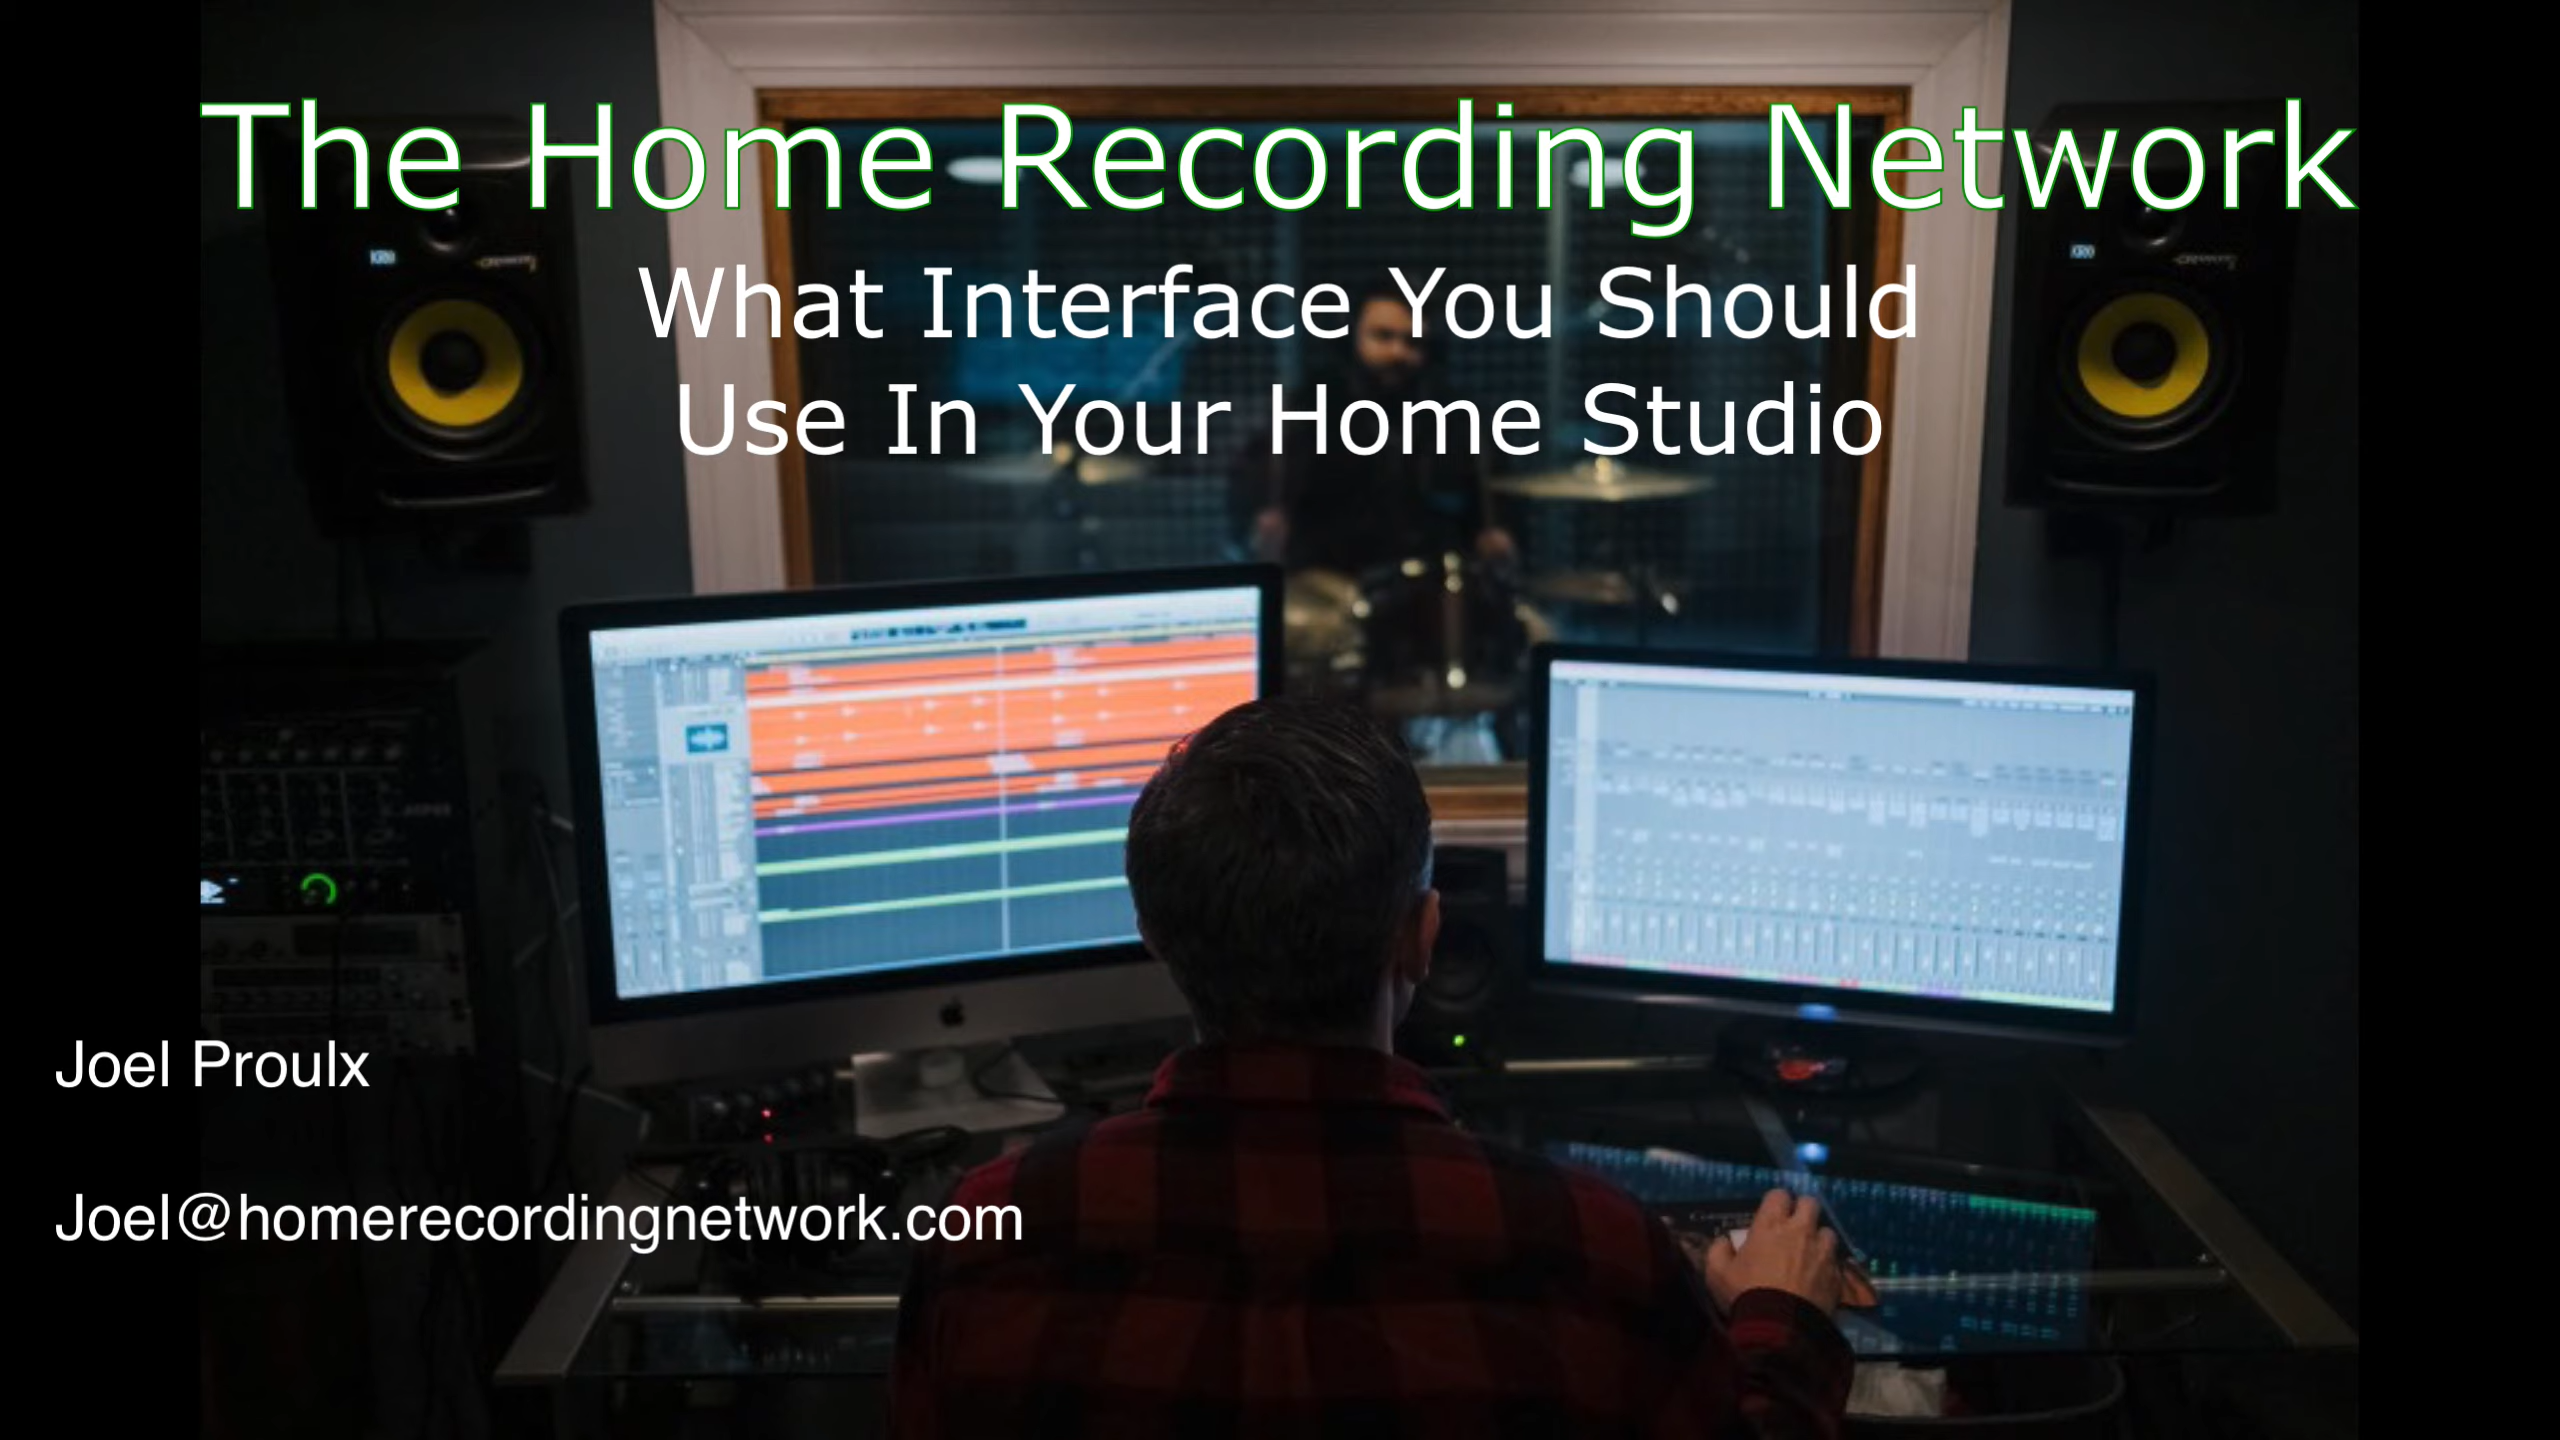 The Home Recording Network
What Interface You Should
Use In Your Home Studio
Joel Proulx
Joel@homerecordingnetwork.com